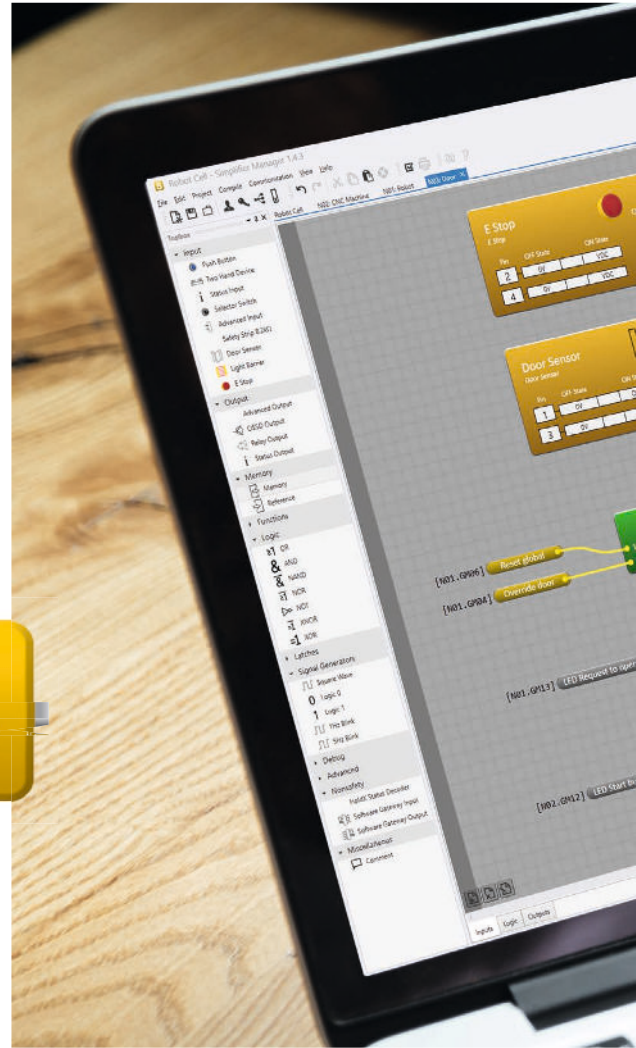 Robot Cell - Simplifier Manager 1.4.3
File Edit Project Compile Communication View Help
Toolbox
Robot Cell N02: CNC Machine N01: Robot N03: Door
Input
Push Button
Two Hand Device
Status Input
Selector Switch
Advanced Input
Safety Strip 8.2kΩ
Door Sensor
Light Barrier
E Stop
Output
Advanced Output
OSSD Output
Relay Output
Status Output
Memory
Memory
Reference
Functions
Logic
≥1 OR
& AND
& NAND
NOR
NOT
XNOR
=1 XOR
Latches
Signal Generators
Square Wave
0 Logic 0
1 Logic 1
1Hz Blink
5Hz Blink
Debug
Advanced
Nonsafety
Status Decoder
Software Gateway Input
Software Gateway Output
Miscellaneous
Comment
E Stop
E Stop
Pin OFF State ON State
2 0V VDC
4 0V VDC
Door Sensor
Door Sensor
Pin OFF State
1 0V
3 0V
[N01.GM06] Reset global
[N01.GM04] Override door
[N01.GM13] LED Request to
[N02.GM12] LED Start
Inputs Logic Outputs